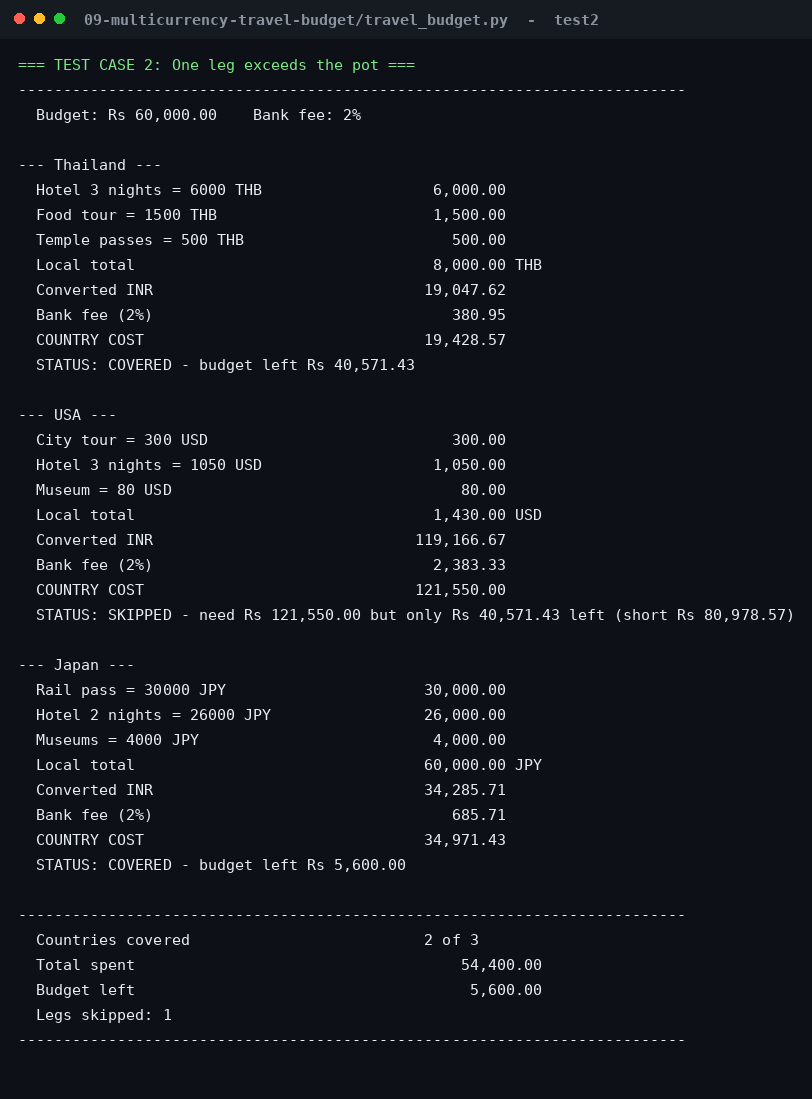 09-multicurrency-travel-budget/travel_budget.py - test2
=== TEST CASE 2: One leg exceeds the pot ===
--------------------------------------------------------------------------
Budget: Rs 60,000.00    Bank fee: 2%
--- Thailand ---
Hotel 3 nights = 6000 THB                   6,000.00
Food tour = 1500 THB                        1,500.00
Temple passes = 500 THB                       500.00
Local total                                 8,000.00 THB
Converted INR                              19,047.62
Bank fee (2%)                                 380.95
COUNTRY COST                               19,428.57
STATUS: COVERED - budget left Rs 40,571.43
--- USA ---
City tour = 300 USD                           300.00
Hotel 3 nights = 1050 USD                   1,050.00
Museum = 80 USD                                80.00
Local total                                 1,430.00 USD
Converted INR                             119,166.67
Bank fee (2%)                               2,383.33
COUNTRY COST                              121,550.00
STATUS: SKIPPED - need Rs 121,550.00 but only Rs 40,571.43 left (short Rs 80,978.57)
--- Japan ---
Rail pass = 30000 JPY                      30,000.00
Hotel 2 nights = 26000 JPY                 26,000.00
Museums = 4000 JPY                          4,000.00
Local total                                60,000.00 JPY
Converted INR                              34,285.71
Bank fee (2%)                                 685.71
COUNTRY COST                               34,971.43
STATUS: COVERED - budget left Rs 5,600.00
--------------------------------------------------------------------------
Countries covered                          2 of 3
Total spent                                    54,400.00
Budget left                                     5,600.00
Legs skipped: 1
--------------------------------------------------------------------------